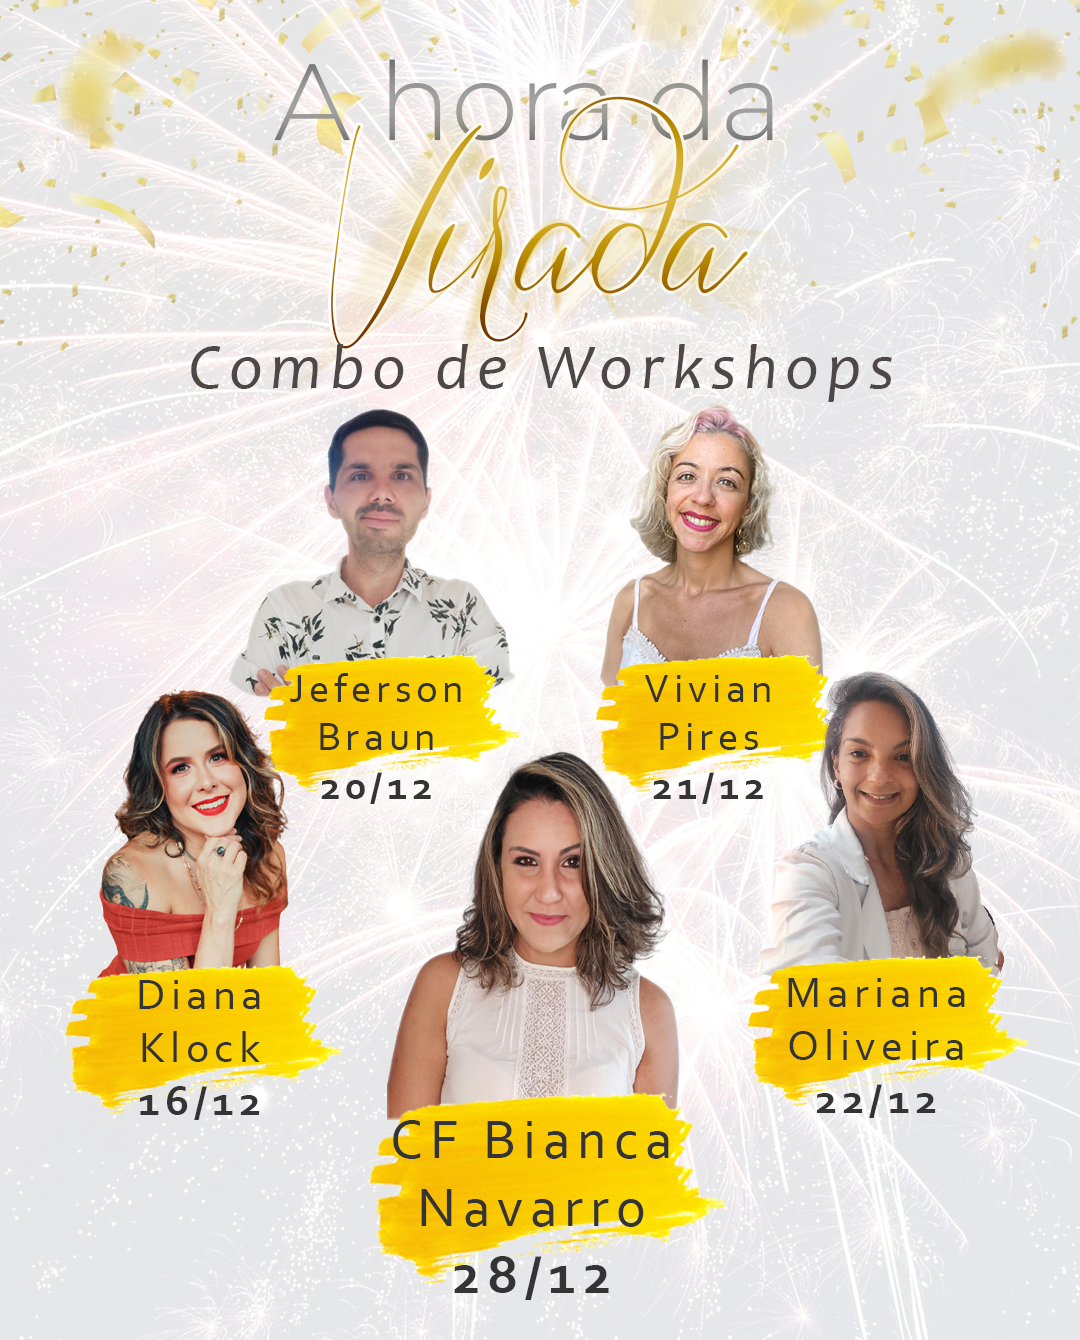 A hora da
Virada
Combo de Workshops
Jeferson
Braun
20/12
Vivian
Pires
21/12
Diana
Klock
16/12
Mariana
Oliveira
22/12
CF Bianca
Navarro
28/12